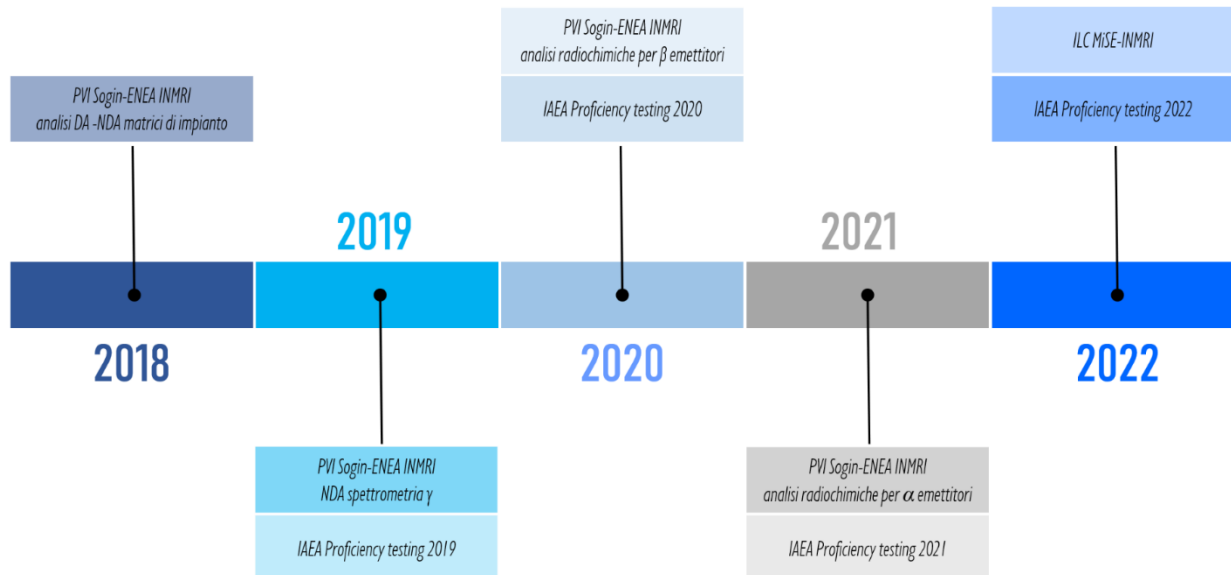 PVI Sogin-ENEA INMRI
analisi DA -NDA matrici di impianto
2018
2019
PVI Sogin-ENEA INMRI
NDA spettrometria γ
IAEA Proficiency testing 2019
PVI Sogin-ENEA INMRI
analisi radiochimiche per β emettitori
IAEA Proficiency testing 2020
2020
2021
PVI Sogin-ENEA INMRI
analisi radiochimiche per α emettitori
IAEA Proficiency testing 2021
ILC MiSE-INMRI
IAEA Proficiency testing 2022
2022